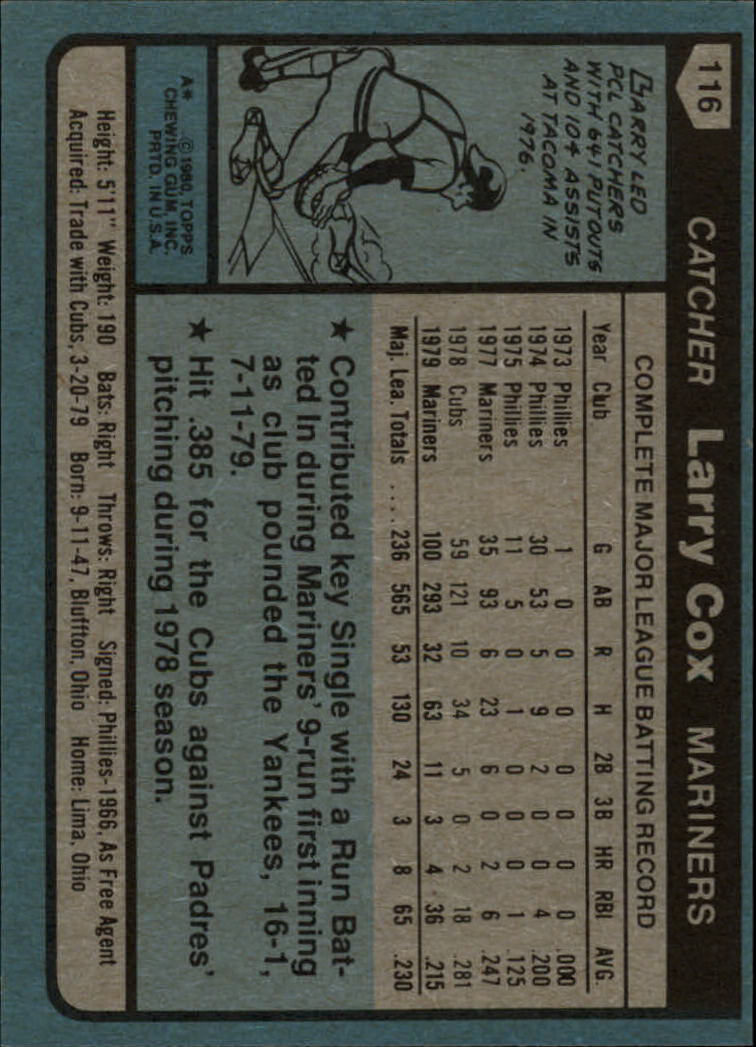 116
CATCHER Larry Cox MARINERS
LARRY LED
PCL CATCHERS
WITH 641 PUTOUTS
AND 104 ASSISTS
AT TACOMA IN
1976.
A* ©1980, TOPPS
CHEWING GUM, INC.
PRTD. IN U.S.A.
COMPLETE MAJOR LEAGUE BATTING RECORD
Year Club G AB R H 2B 3B HR RBI AVG.
1973 Phillies 1 0 0 0 0 0 0 0 .000
1974 Phillies 30 53 5 9 2 0 0 4 .200
1975 Phillies 11 5 0 1 0 0 0 1 .125
1977 Mariners 35 93 6 23 6 0 2 6 .247
1978 Cubs 59 121 10 34 5 0 2 18 .281
1979 Mariners 100 293 32 63 11 3 4 36 .215
Maj. Lea. Totals .... 236 565 53 130 24 3 8 65 .230
★ Contributed key Single with a Run Bat-
ted In during Mariners' 9-run first inning
as club pounded the Yankees, 16-1,
7-11-79.
★ Hit .385 for the Cubs against Padres'
pitching during 1978 season.
Height: 5'11" Weight: 190 Bats: Right Throws: Right Signed: Phillies-1966, As Free Agent
Acquired: Trade with Cubs, 3-20-79 Born: 9-11-47, Bluffton, Ohio Home: Lima, Ohio